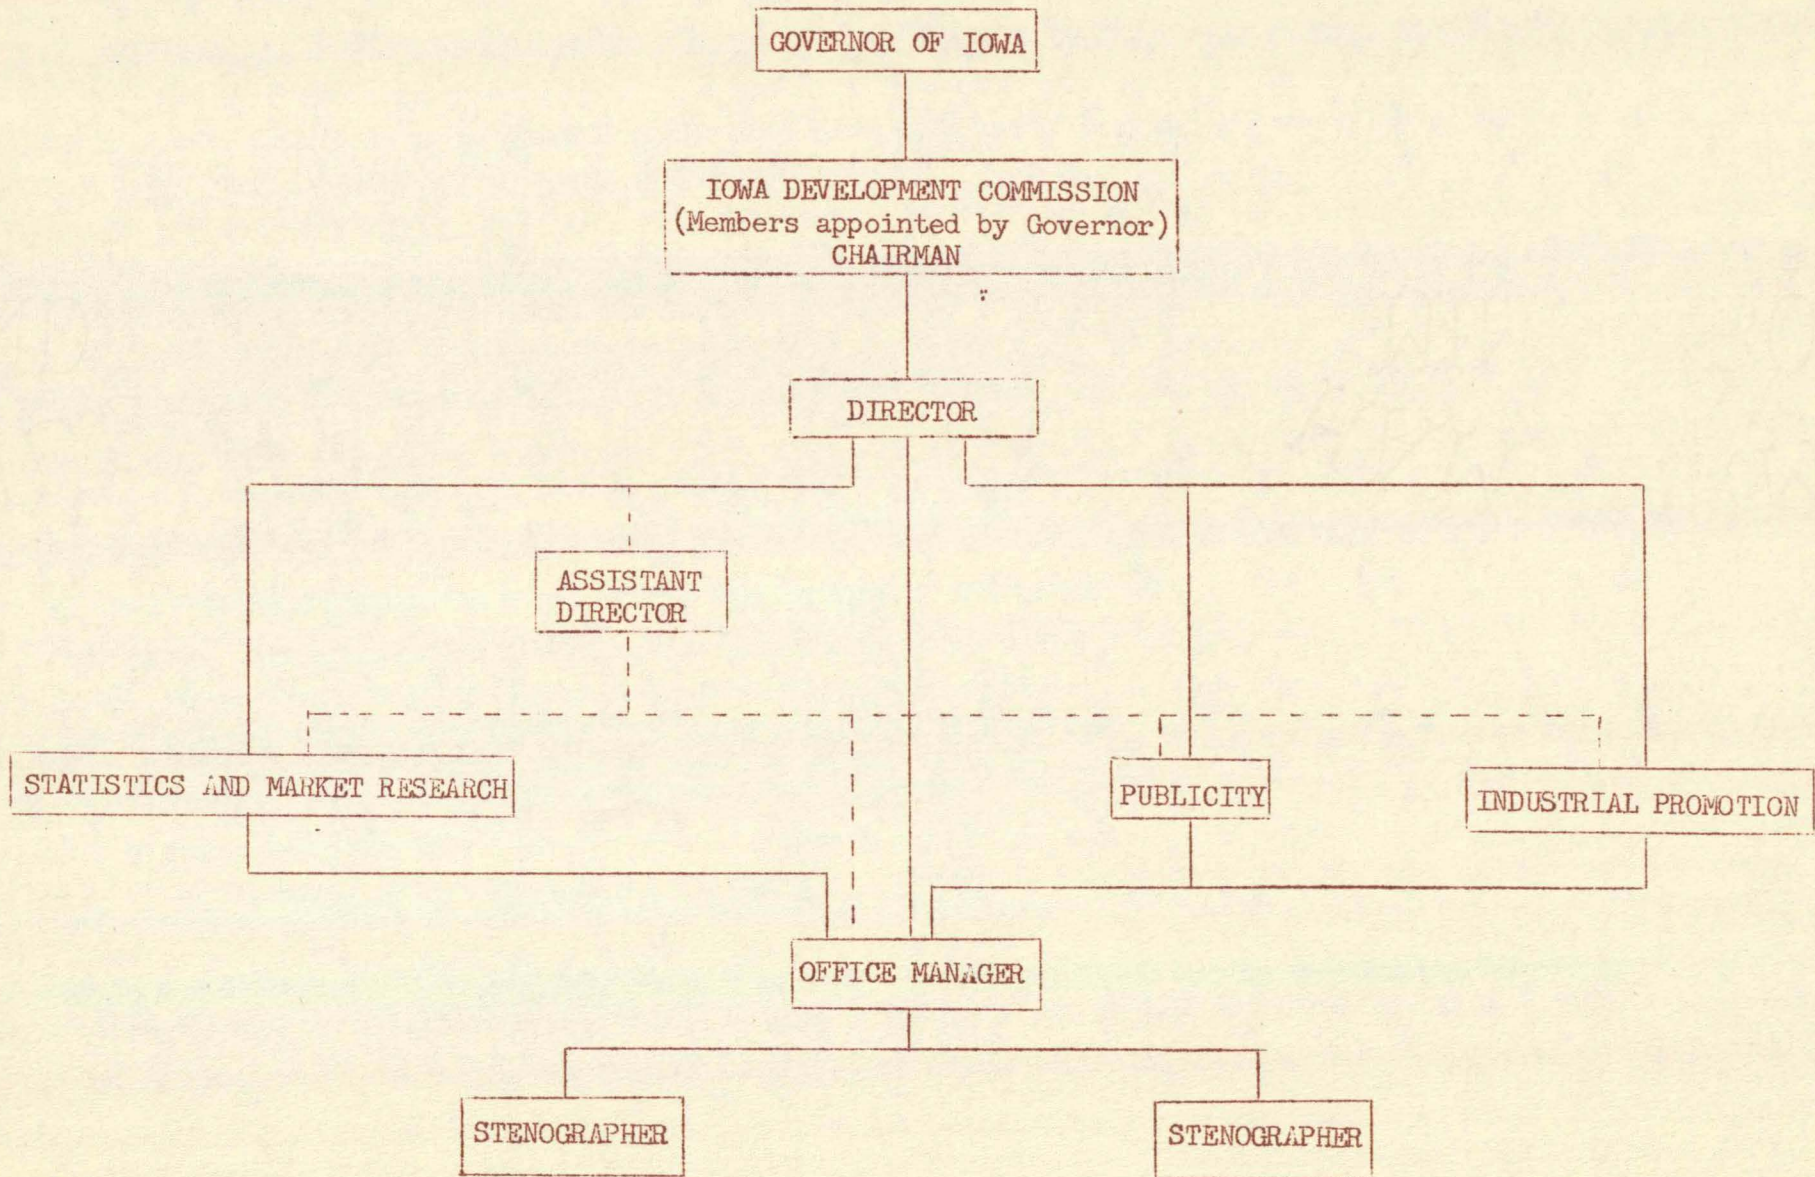 GOVERNOR OF IOWA
IOWA DEVELOPMENT COMMISSION
(Members appointed by Governor)
CHAIRMAN
DIRECTOR
ASSISTANT
DIRECTOR
STATISTICS AND MARKET RESEARCH
PUBLICITY
INDUSTRIAL PROMOTION
OFFICE MANAGER
STENOGRAPHER
STENOGRAPHER